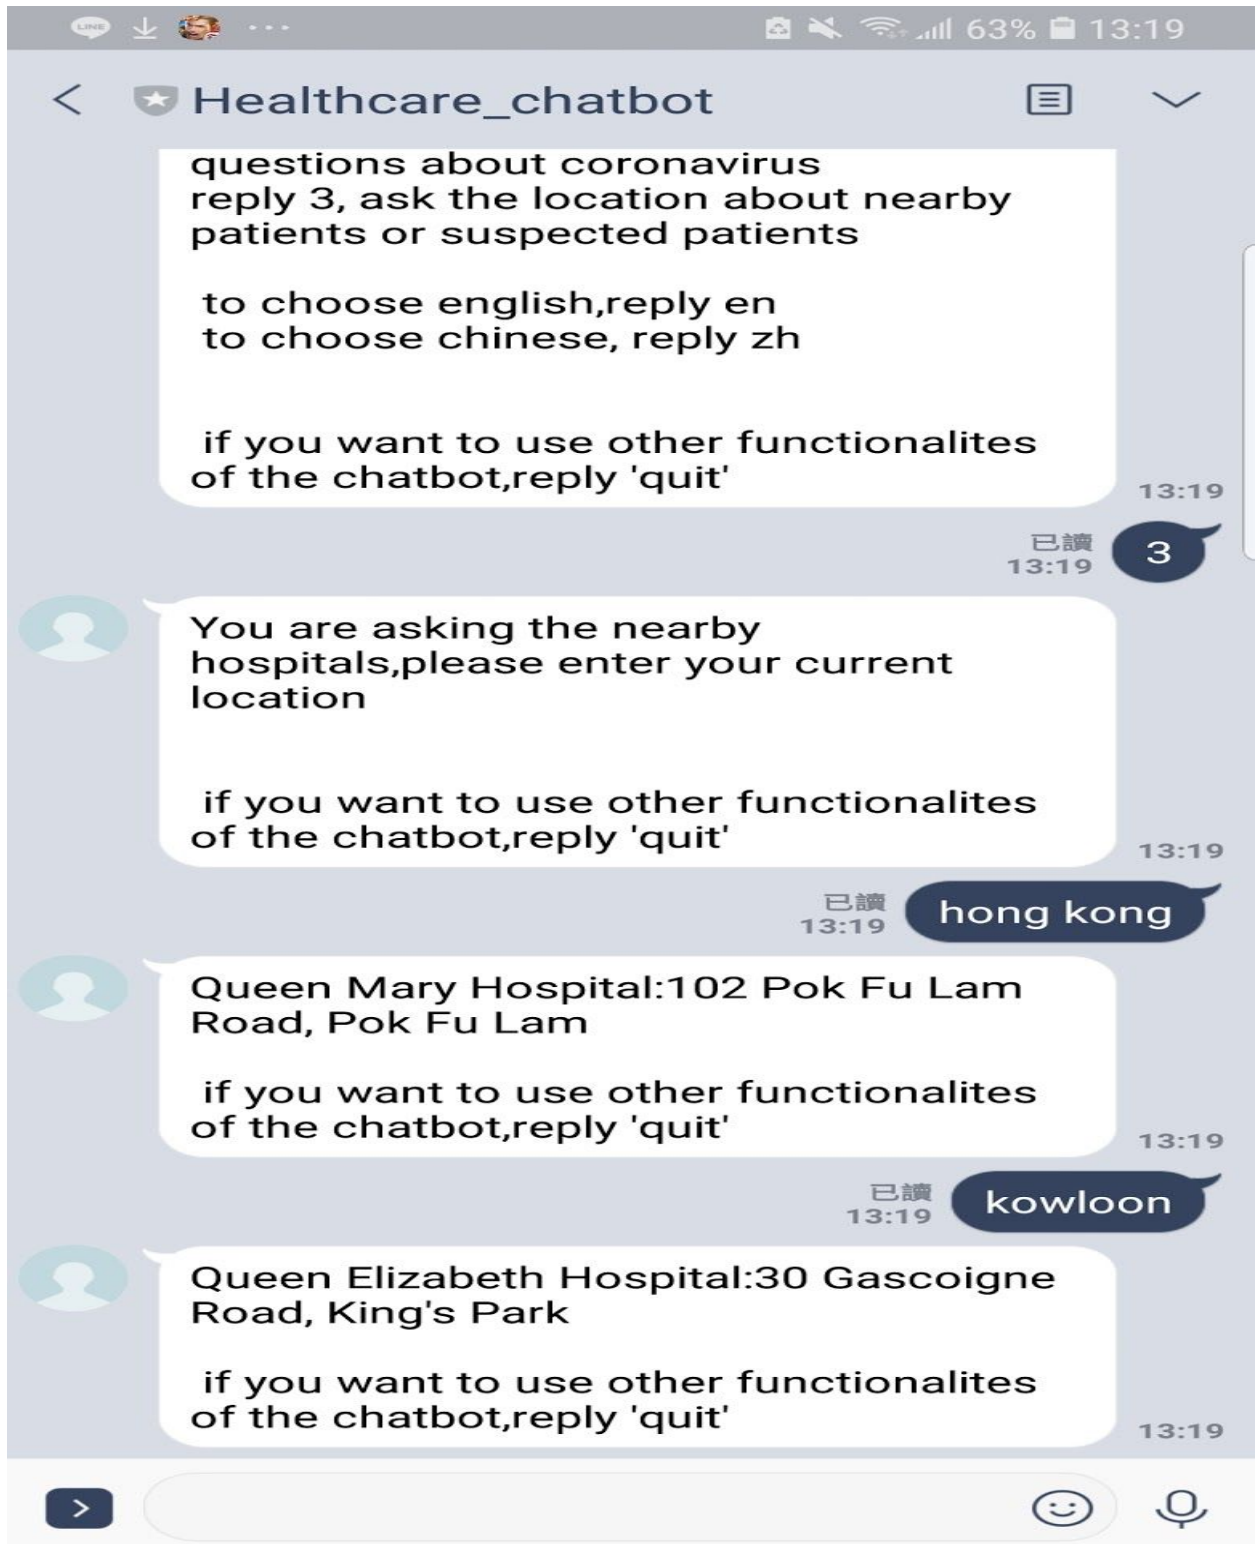 LINE
63% 13:19
Healthcare_chatbot
questions about coronavirus
reply 3, ask the location about nearby
patients or suspected patients
to choose english,reply en
to choose chinese, reply zh
if you want to use other functionalites
of the chatbot,reply 'quit'
13:19
已讀
13:19
3
You are asking the nearby
hospitals,please enter your current
location
if you want to use other functionalites
of the chatbot,reply 'quit'
13:19
已讀
13:19
hong kong
Queen Mary Hospital:102 Pok Fu Lam
Road, Pok Fu Lam
if you want to use other functionalites
of the chatbot,reply 'quit'
13:19
已讀
13:19
kowloon
Queen Elizabeth Hospital:30 Gascoigne
Road, King's Park
if you want to use other functionalites
of the chatbot,reply 'quit'
13:19